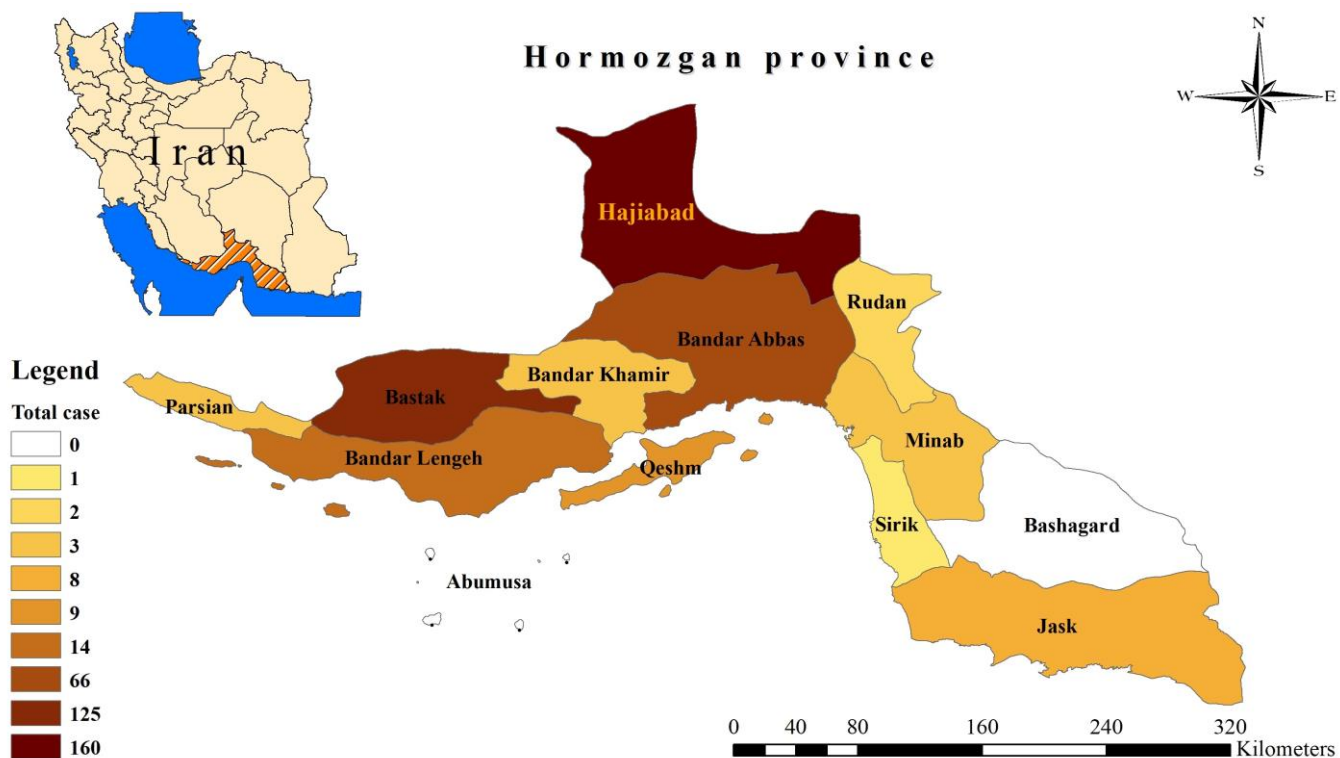 Hormozgan province
Iran
N
W
E
S
Hajiabad
Rudan
Bandar Abbas
Bandar Khamir
Bastak
Parsian
Minab
Bandar Lengeh
Qeshm
Sirik
Bashagard
Abumusa
Jask
Legend
Total case
0
1
2
3
8
9
14
66
125
160
0 40 80 160 240 320
Kilometers